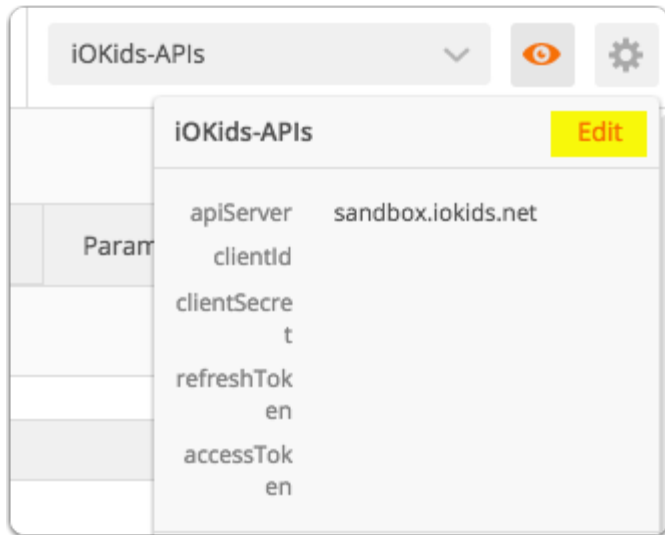 iOKids-APIs
iOKids-APIs Edit
apiServer sandbox.iokids.net
Param
clientId
clientSecre
t
refreshTok
en
accessTok
en